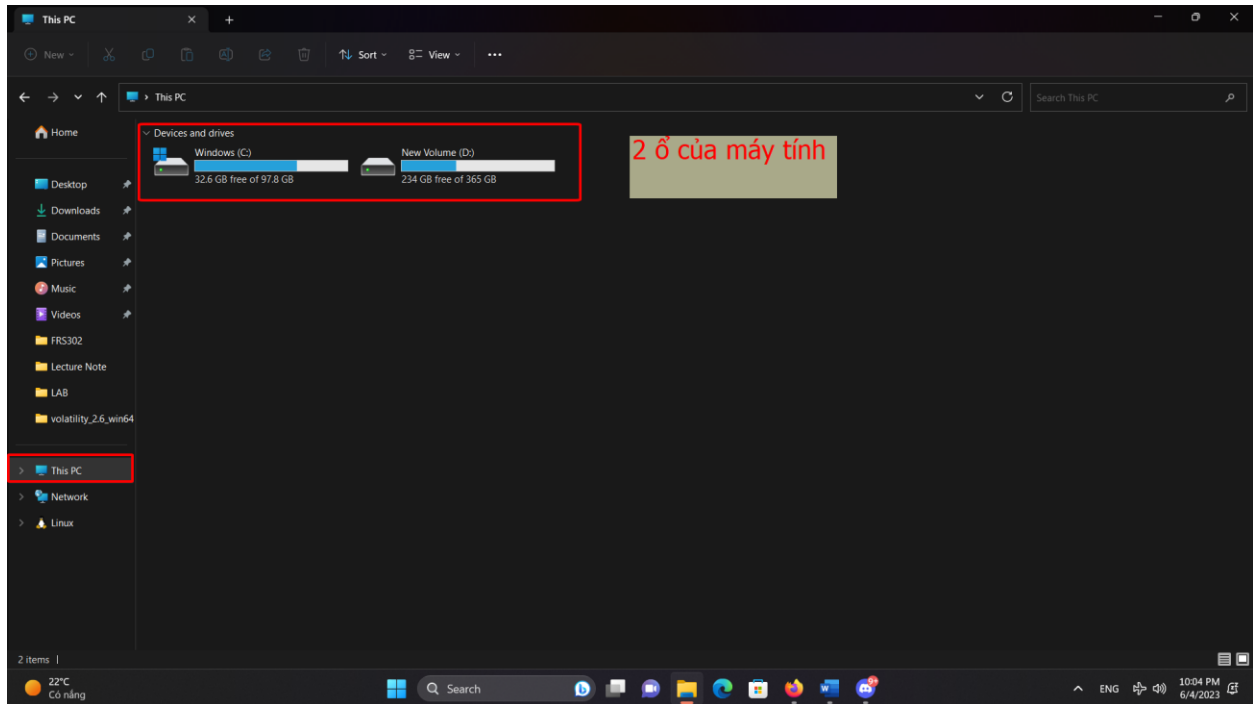 This PC
New
Sort
View
This PC
Search This PC
Home
Desktop
Downloads
Documents
Pictures
Music
Videos
FRS302
Lecture Note
LAB
volatility_2.6_win64
This PC
Network
Linux
Devices and drives
Windows (C:)
32.6 GB free of 97.8 GB
New Volume (D:)
234 GB free of 365 GB
2 ổ của máy tính
2 items
22°C
Có nắng
Search
ENG
10:04 PM
6/4/2023